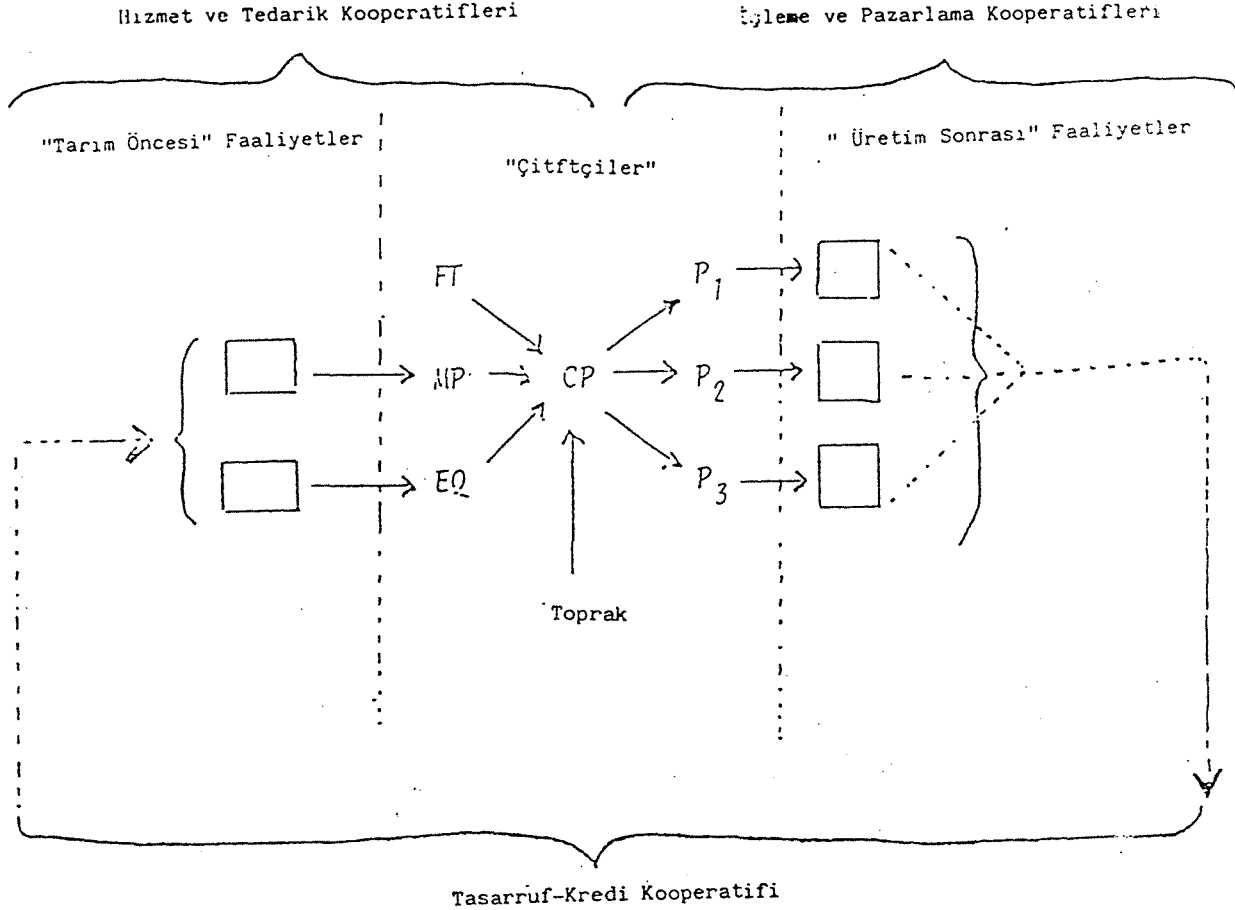 Hizmet ve Tedarik Kooperatifleri
İşleme ve Pazarlama Kooperatifleri
"Tarım Öncesi" Faaliyetler
"Çitftçiler"
" Üretim Sonrası" Faaliyetler
FT
MP
EQ
CP
P1
P2
P3
Toprak
Tasarruf-Kredi Kooperatifi